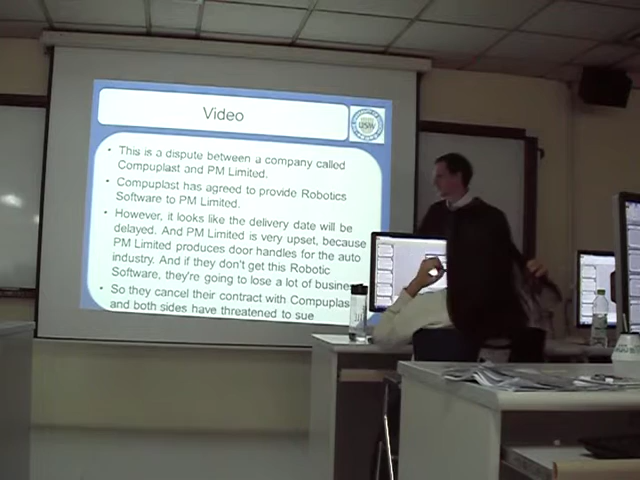 Video
• This is a dispute between a company called
Compuplast and PM Limited.
• Compuplast has agreed to provide Robotics
Software to PM Limited.
• However, it looks like the delivery date will be
delayed. And PM Limited is very upset, because
PM Limited produces door handles for the auto
industry. And if they don't get this Robotic
Software, they're going to lose a lot of busine
• So they cancel their contract with Compuplas
and both sides have threatened to sue